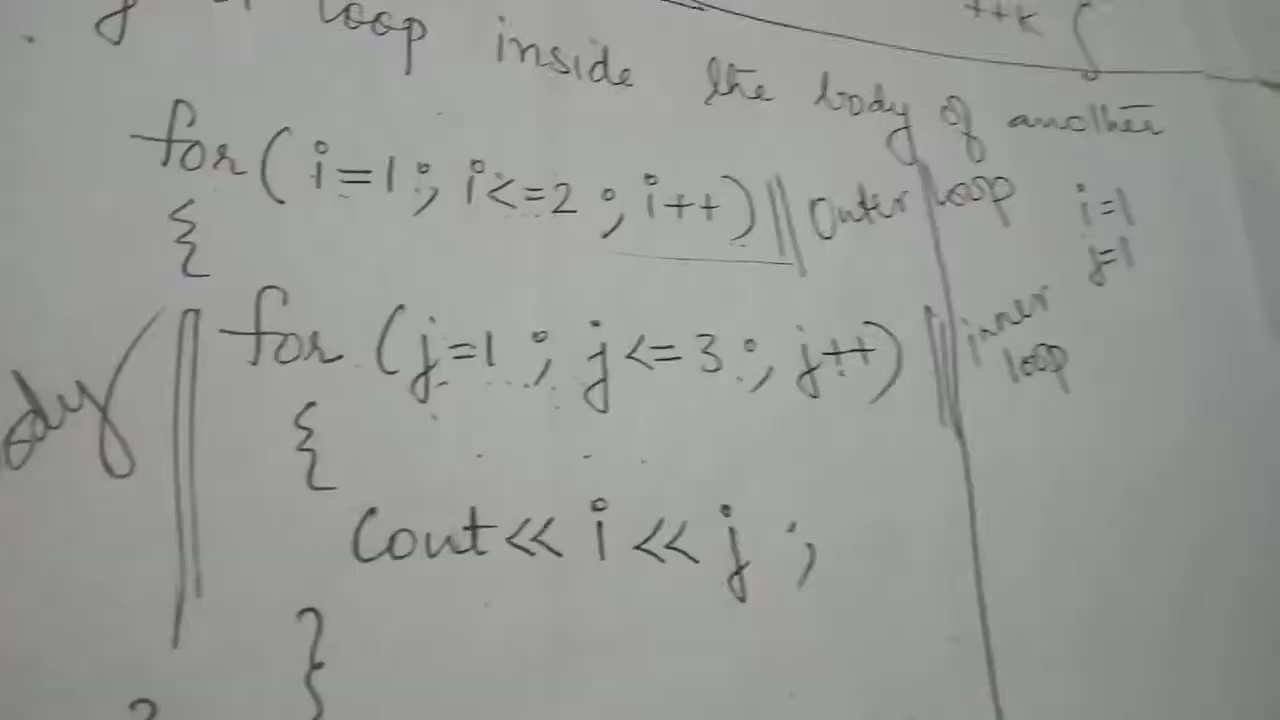 ++k
loop inside the body of another
for(i=1; i<=2; i++)||Outer loop
i=1
j=1
{
for (j=1; j<=3; j++) || inner
loop
{
cout<< i << j ;
}